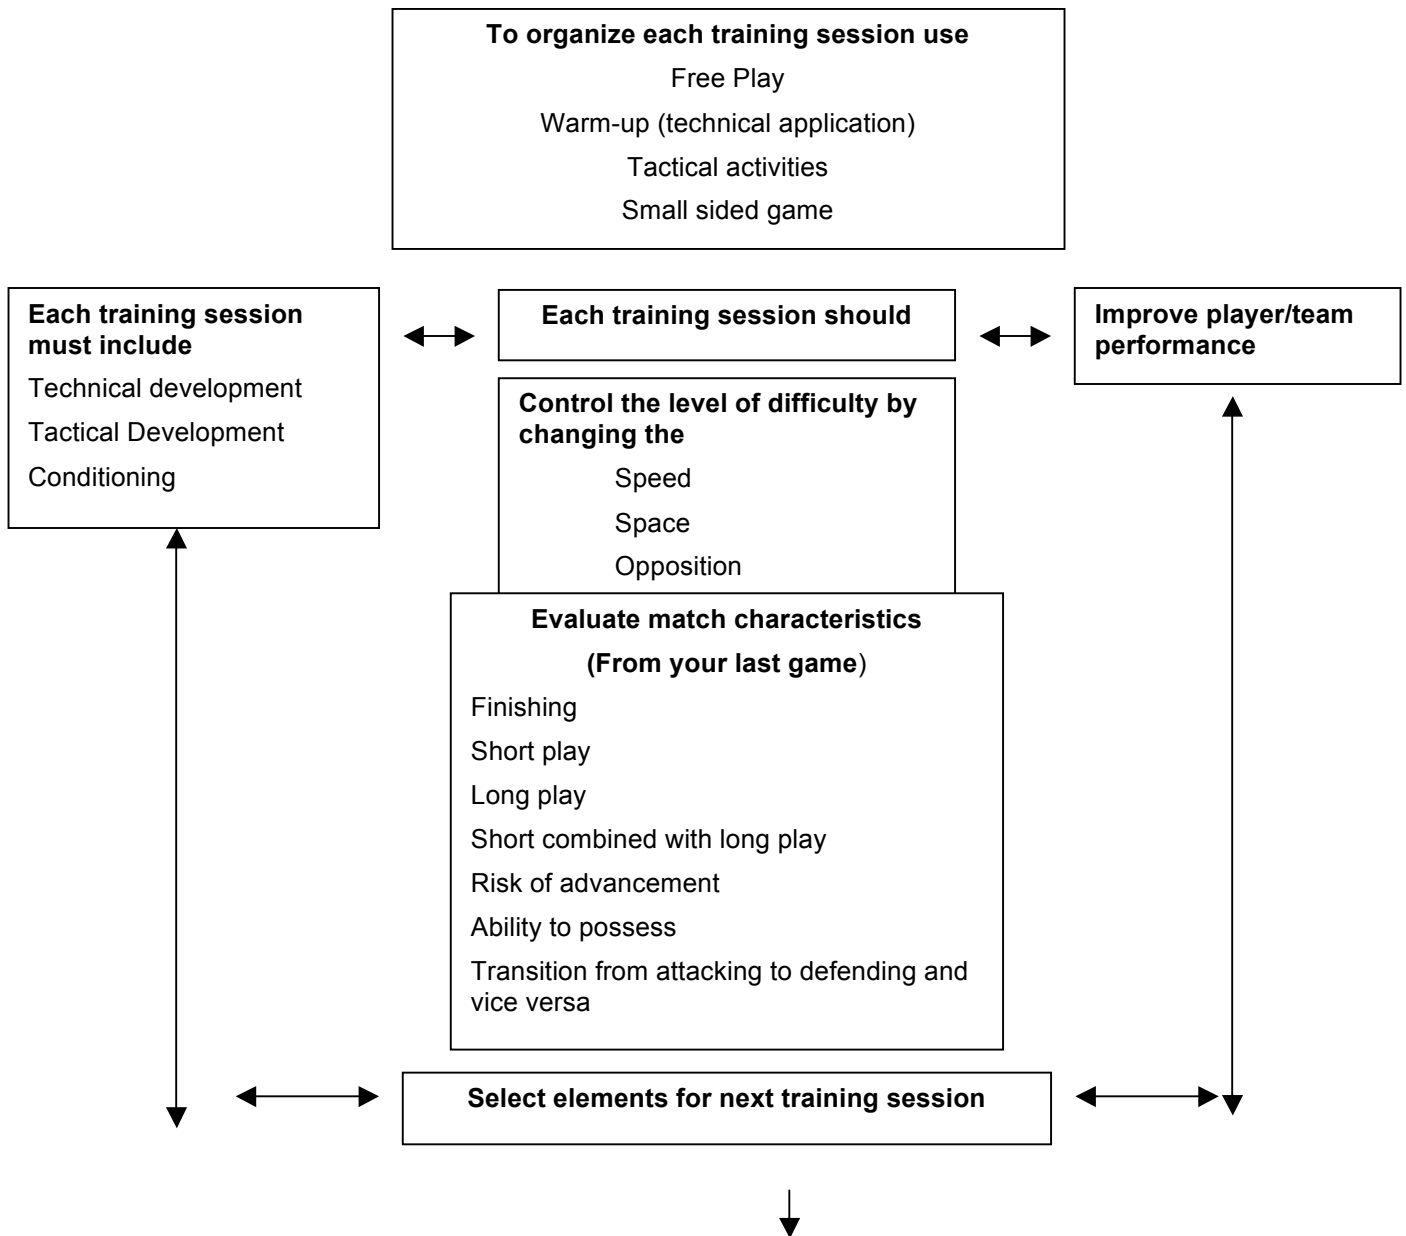 To organize each training session use
Free Play
Warm-up (technical application)
Tactical activities
Small sided game
Each training session
must include
Technical development
Tactical Development
Conditioning
Each training session should
Improve player/team
performance
Control the level of difficulty by
changing the
Speed
Space
Opposition
Evaluate match characteristics
(From your last game)
Finishing
Short play
Long play
Short combined with long play
Risk of advancement
Ability to possess
Transition from attacking to defending and
vice versa
Select elements for next training session